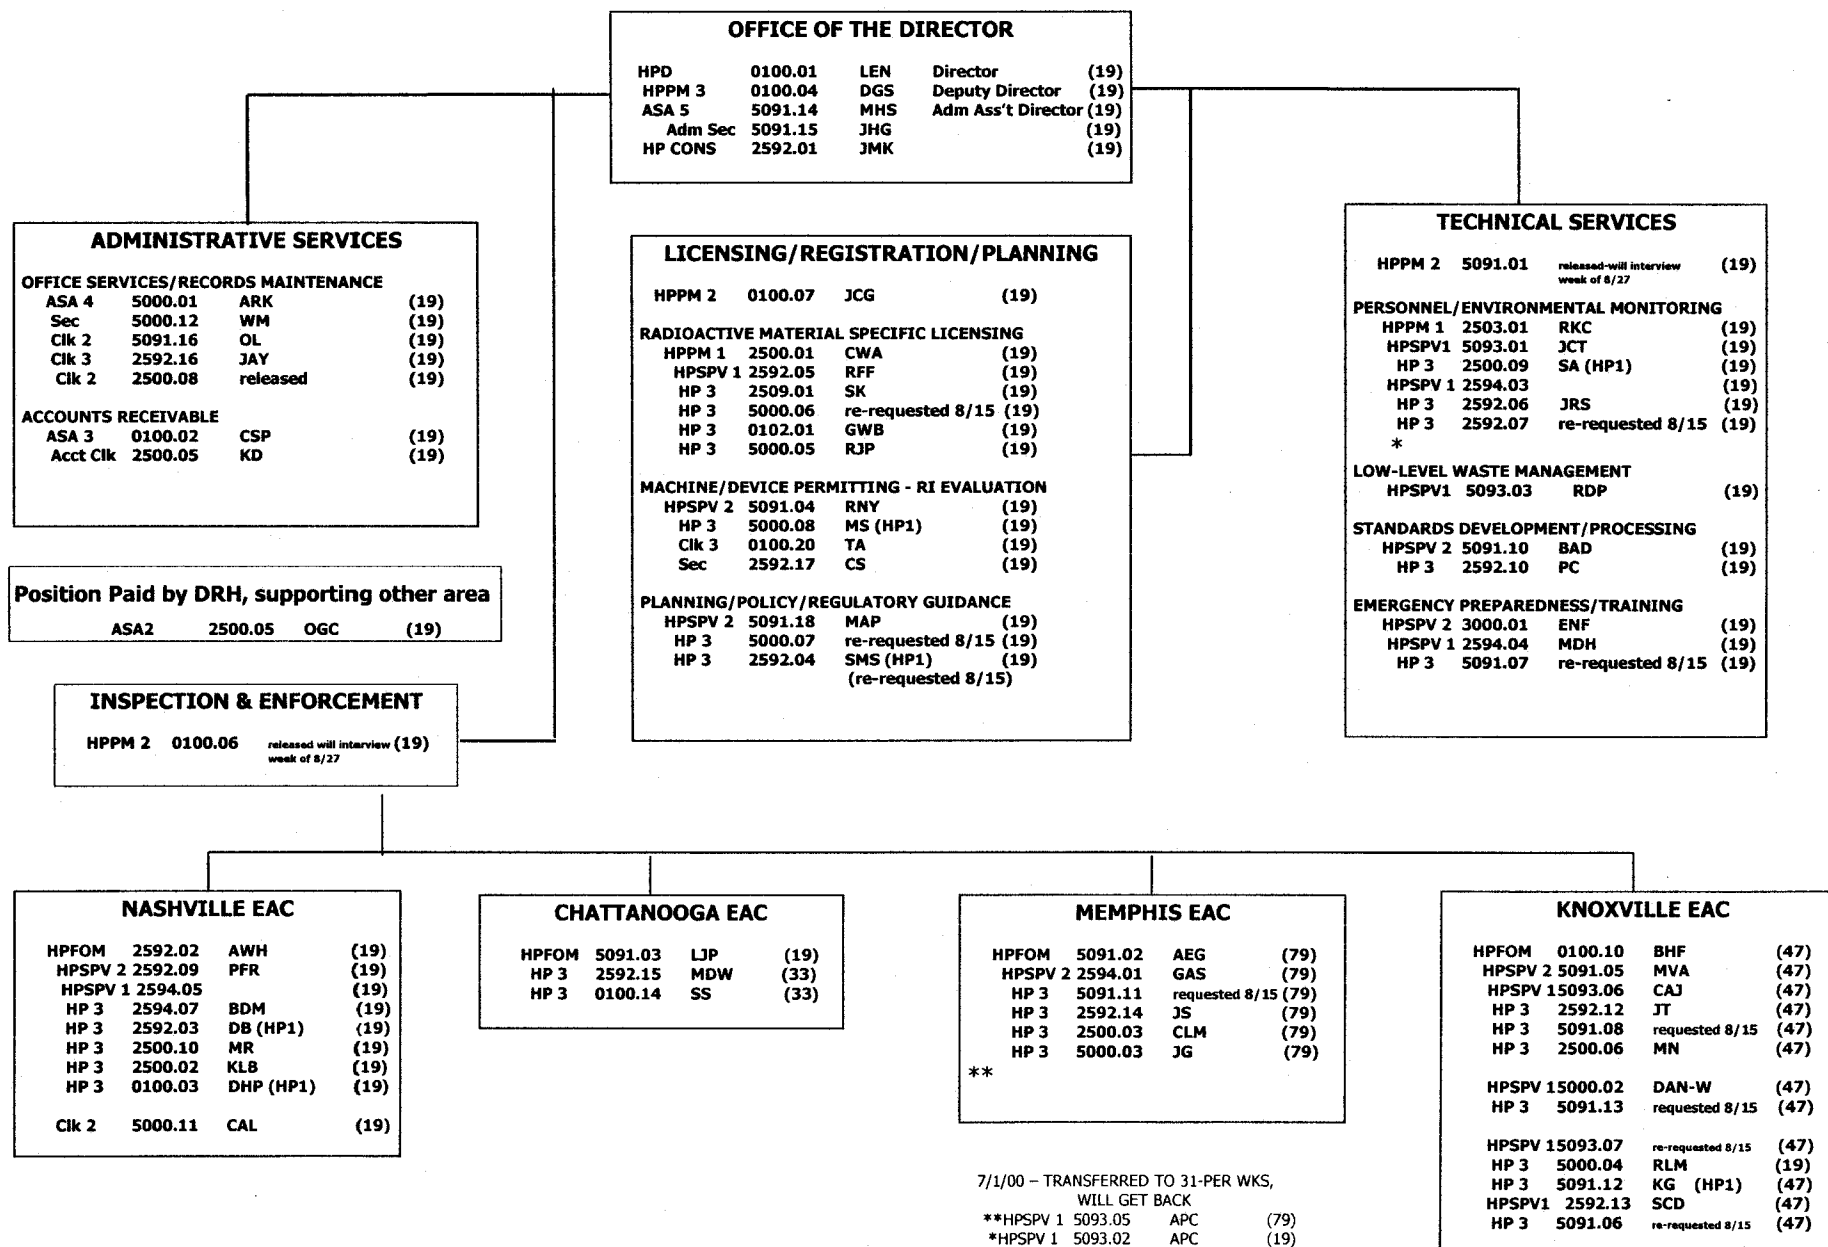 OFFICE OF THE DIRECTOR
HPD 0100.01 LEN Director (19)
HPPM 3 0100.04 DGS Deputy Director (19)
ASA 5 5091.14 MHS Adm Ass't Director (19)
Adm Sec 5091.15 JHG (19)
HP CONS 2592.01 JMK (19)
ADMINISTRATIVE SERVICES
OFFICE SERVICES/RECORDS MAINTENANCE
ASA 4 5000.01 ARK (19)
Sec 5000.12 WM (19)
Clk 2 5091.16 OL (19)
Clk 3 2592.16 JAY (19)
Clk 2 2500.08 released (19)
ACCOUNTS RECEIVABLE
ASA 3 0100.02 CSP (19)
Acct Clk 2500.05 KD (19)
Position Paid by DRH, supporting other area
ASA2 2500.05 OGC (19)
LICENSING/REGISTRATION/PLANNING
HPPM 2 0100.07 JCG (19)
RADIOACTIVE MATERIAL SPECIFIC LICENSING
HPPM 1 2500.01 CWA (19)
HPSPV 1 2592.05 RFF (19)
HP 3 2509.01 SK (19)
HP 3 5000.06 re-requested 8/15 (19)
HP 3 0102.01 GWB (19)
HP 3 5000.05 RJP (19)
MACHINE/DEVICE PERMITTING - RI EVALUATION
HPSPV 2 5091.04 RNY (19)
HP 3 5000.08 MS (HP1) (19)
Clk 3 0100.20 TA (19)
Sec 2592.17 CS (19)
PLANNING/POLICY/REGULATORY GUIDANCE
HPSPV 2 5091.18 MAP (19)
HP 3 5000.07 re-requested 8/15 (19)
HP 3 2592.04 SMS (HP1) (19)
(re-requested 8/15)
TECHNICAL SERVICES
HPPM 2 5091.01 released-will interview (19)
week of 8/27
PERSONNEL/ENVIRONMENTAL MONITORING
HPPM 1 2503.01 RKC (19)
HPSPV1 5093.01 JCT (19)
HP 3 2500.09 SA (HP1) (19)
HPSPV 1 2594.03 (19)
HP 3 2592.06 JRS (19)
HP 3 2592.07 re-requested 8/15 (19)
*
LOW-LEVEL WASTE MANAGEMENT
HPSPV1 5093.03 RDP (19)
STANDARDS DEVELOPMENT/PROCESSING
HPSPV 2 5091.10 BAD (19)
HP 3 2592.10 PC (19)
EMERGENCY PREPAREDNESS/TRAINING
HPSPV 2 3000.01 ENF (19)
HPSPV 1 2594.04 MDH (19)
HP 3 5091.07 re-requested 8/15 (19)
INSPECTION & ENFORCEMENT
HPPM 2 0100.06 released will interview (19)
week of 8/27
NASHVILLE EAC
HPFOM 2592.02 AWH (19)
HPSPV 2 2592.09 PFR (19)
HPSPV 1 2594.05 (19)
HP 3 2594.07 BDM (19)
HP 3 2592.03 DB (HP1) (19)
HP 3 2500.10 MR (19)
HP 3 2500.02 KLB (19)
HP 3 0100.03 DHP (HP1) (19)
Clk 2 5000.11 CAL (19)
CHATTANOOGA EAC
HPFOM 5091.03 LJP (19)
HP 3 2592.15 MDW (33)
HP 3 0100.14 SS (33)
MEMPHIS EAC
HPFOM 5091.02 AEG (79)
HPSPV 2 2594.01 GAS (79)
HP 3 5091.11 requested 8/15 (79)
HP 3 2592.14 JS (79)
HP 3 2500.03 CLM (79)
HP 3 5000.03 JG (79)
**
7/1/00 – TRANSFERRED TO 31-PER WKS,
WILL GET BACK
**HPSPV 1 5093.05 APC (79)
*HPSPV 1 5093.02 APC (19)
KNOXVILLE EAC
HPFOM 0100.10 BHF (47)
HPSPV 2 5091.05 MVA (47)
HPSPV 15093.06 CAJ (47)
HP 3 2592.12 JT (47)
HP 3 5091.08 requested 8/15 (47)
HP 3 2500.06 MN (47)
HPSPV 15000.02 DAN-W (47)
HP 3 5091.13 requested 8/15 (47)
HPSPV 15093.07 re-requested 8/15 (47)
HP 3 5000.04 RLM (19)
HP 3 5091.12 KG (HP1) (47)
HPSPV1 2592.13 SCD (47)
HP 3 5091.06 re-requested 8/15 (47)